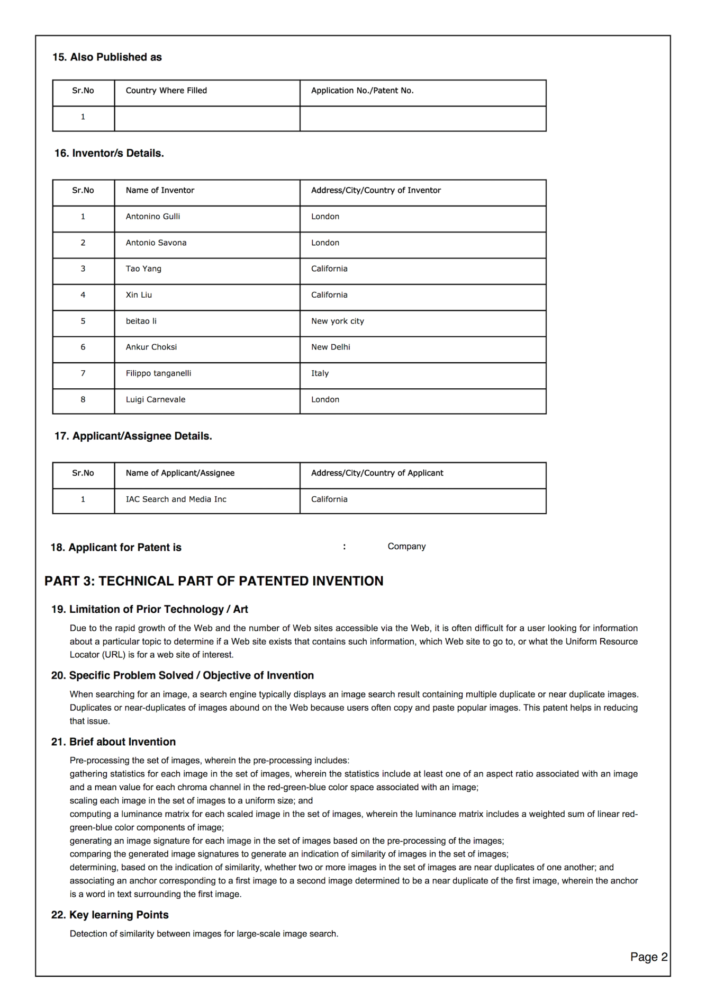 15. Also Published as
Sr.No Country Where Filled Application No./Patent No.
1
16. Inventor/s Details.
Sr.No Name of Inventor Address/City/Country of Inventor
1 Antonino Gulli London
2 Antonio Savona London
3 Tao Yang California
4 Xin Liu California
5 beitao li New york city
6 Ankur Choksi New Delhi
7 Filippo tanganelli Italy
8 Luigi Carnevale London
17. Applicant/Assignee Details.
Sr.No Name of Applicant/Assignee Address/City/Country of Applicant
1 IAC Search and Media Inc California
18. Applicant for Patent is : Company
PART 3: TECHNICAL PART OF PATENTED INVENTION
19. Limitation of Prior Technology / Art
Due to the rapid growth of the Web and the number of Web sites accessible via the Web, it is often difficult for a user looking for information
about a particular topic to determine if a Web site exists that contains such information, which Web site to go to, or what the Uniform Resource
Locator (URL) is for a web site of interest.
20. Specific Problem Solved / Objective of Invention
When searching for an image, a search engine typically displays an image search result containing multiple duplicate or near duplicate images.
Duplicates or near-duplicates of images abound on the Web because users often copy and paste popular images. This patent helps in reducing
that issue.
21. Brief about Invention
Pre-processing the set of images, wherein the pre-processing includes:
gathering statistics for each image in the set of images, wherein the statistics include at least one of an aspect ratio associated with an image
and a mean value for each chroma channel in the red-green-blue color space associated with an image;
scaling each image in the set of images to a uniform size; and
computing a luminance matrix for each scaled image in the set of images, wherein the luminance matrix includes a weighted sum of linear red-
green-blue color components of image;
generating an image signature for each image in the set of images based on the pre-processing of the images;
comparing the generated image signatures to generate an indication of similarity of images in the set of images;
determining, based on the indication of similarity, whether two or more images in the set of images are near duplicates of one another; and
associating an anchor corresponding to a first image to a second image determined to be a near duplicate of the first image, wherein the anchor
is a word in text surrounding the first image.
22. Key learning Points
Detection of similarity between images for large-scale image search.
Page 2